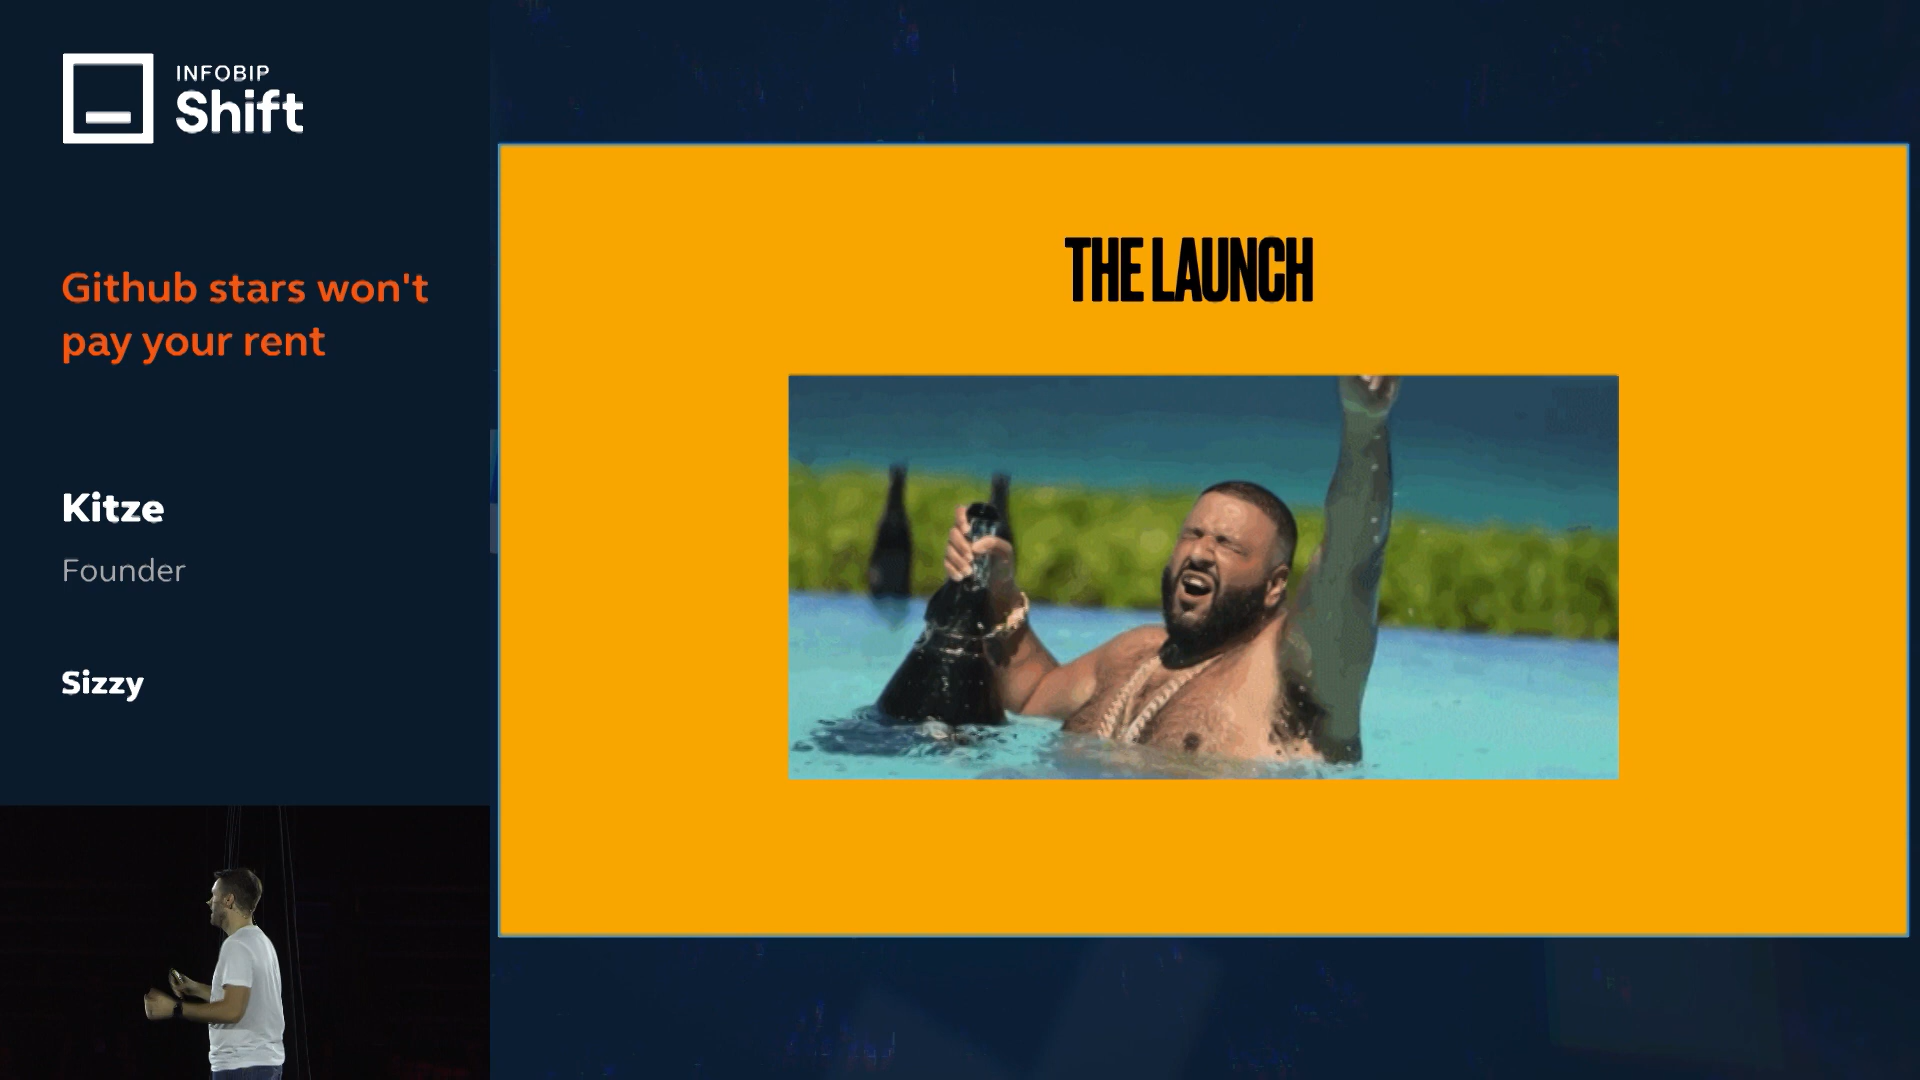 INFOBIP
Shift
Github stars won't
pay your rent
Kitze
Founder
Sizzy
THE LAUNCH